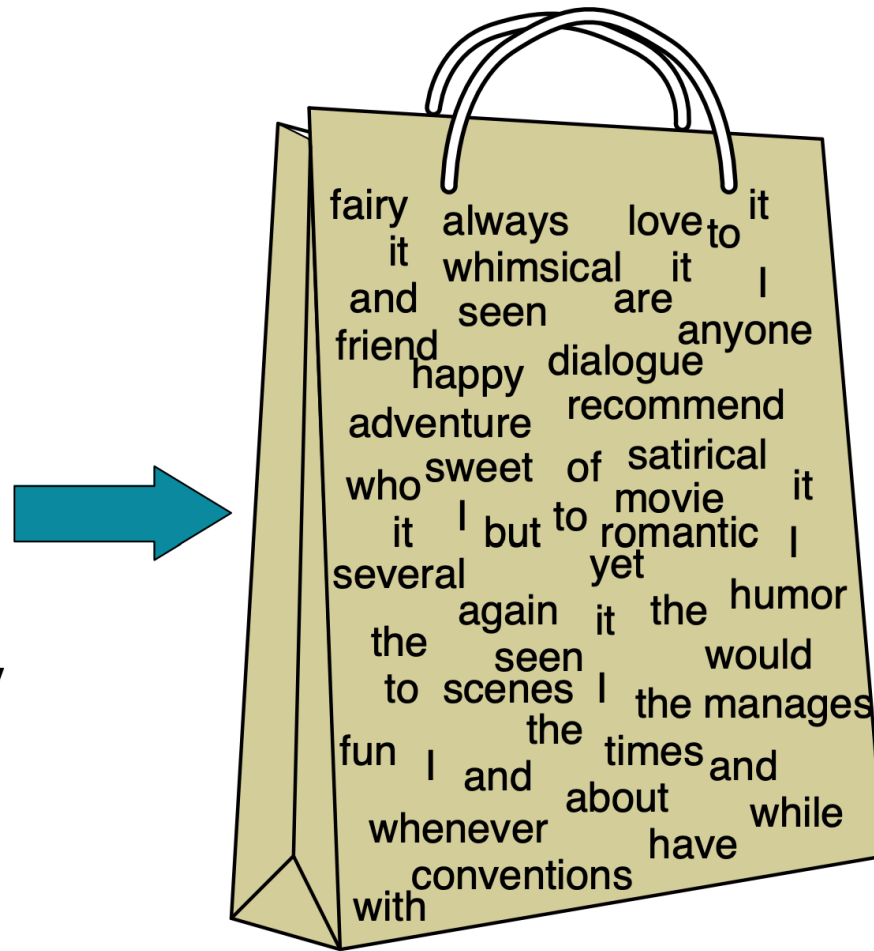 fairy always love to it
it whimsical it I
and seen are anyone
friend happy dialogue
adventure recommend
who sweet of satirical it
it I but to movie romantic I
several yet
again it the humor
the seen would
to scenes I the manages
fun I and the times and
whenever about while
conventions have
with